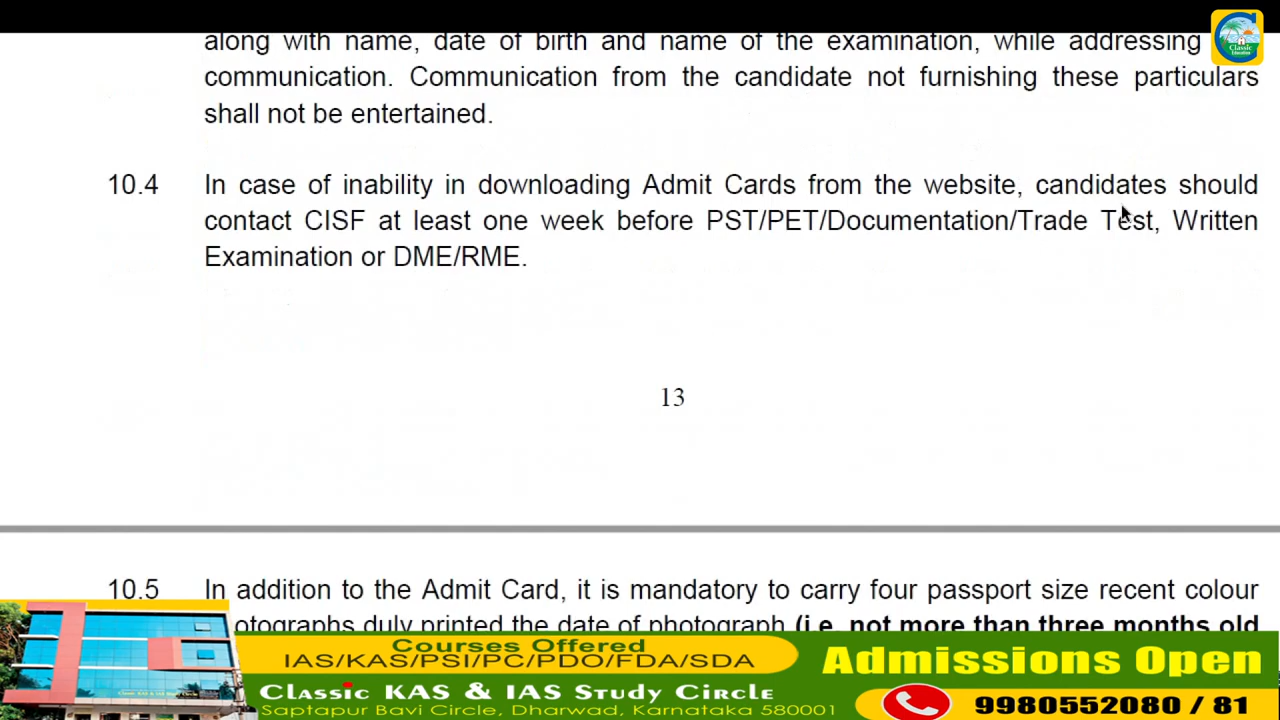 along with name, date of birth and name of the examination, while addressing
communication. Communication from the candidate not furnishing these particulars
shall not be entertained.
10.4 In case of inability in downloading Admit Cards from the website, candidates should
contact CISF at least one week before PST/PET/Documentation/Trade Test, Written
Examination or DME/RME.
13
10.5 In addition to the Admit Card, it is mandatory to carry four passport size recent colour
otographs duly printed the date of photograph (i.e. not more than three months old
Classic
Education
Courses Offered
IAS/KAS/PSI/PC/PDO/FDA/SDA
Classic KAS & IAS Study Circle
Saptapur Bavi Circle, Dharwad, Karnataka 580001
Admissions Open
9980552080 / 81